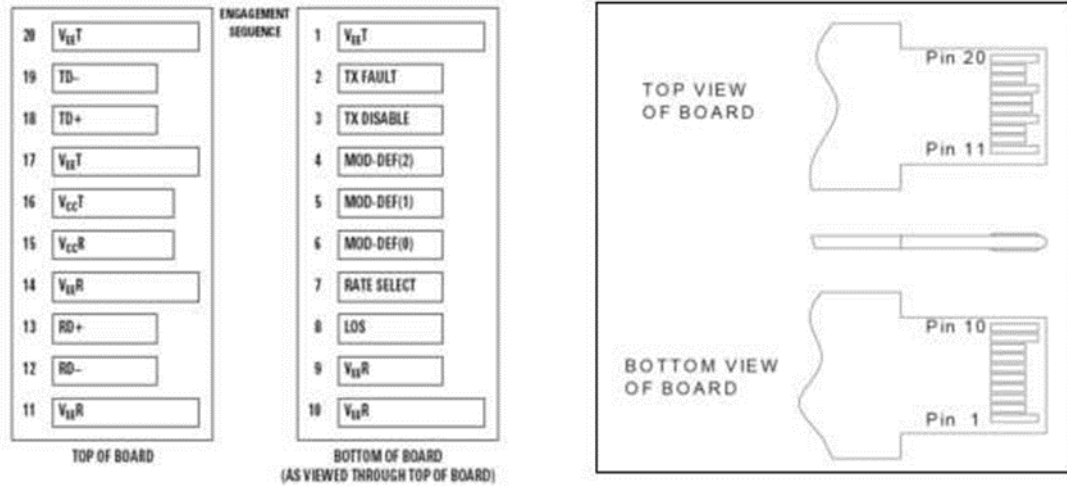 ENGAGEMENT
SEQUENCE
20 VEET
19 TD–
18 TD+
17 VEET
16 VCCT
15 VCCR
14 VEER
13 RD+
12 RD–
11 VEER
TOP OF BOARD
1 VEET
2 TX FAULT
3 TX DISABLE
4 MOD-DEF(2)
5 MOD-DEF(1)
6 MOD-DEF(0)
7 RATE SELECT
8 LOS
9 VEER
10 VEER
BOTTOM OF BOARD
(AS VIEWED THROUGH TOP OF BOARD)
TOP VIEW
OF BOARD
Pin 20
Pin 11
BOTTOM VIEW
OF BOARD
Pin 10
Pin 1